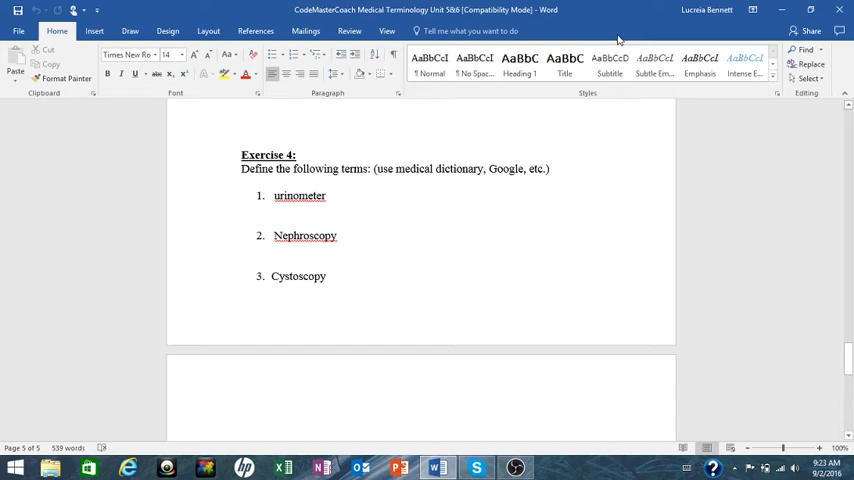 CodeMasterCoach Medical Terminology Unit 5&6 [Compatibility Mode] - Word
Lucreia Bennett
File Home Insert Draw Design Layout References Mailings Review View Tell me what you want to do Share
Paste
Cut
Copy
Format Painter
Clipboard
Times New Ro 14
Font
Paragraph
AaBbCcI AaBbCcI AaBbC AaBbC AaBbCcD AaBbCcI AaBbCcI AaBbCcI
¶ Normal ¶ No Spac... Heading 1 Title Subtitle Subtle Em... Emphasis Intense E...
Styles
Find
Replace
Select
Editing
Exercise 4:
Define the following terms: (use medical dictionary, Google, etc.)
1. urinometer
2. Nephroscopy
3. Cystoscopy
Page 5 of 5 539 words
100%
9:23 AM
9/2/2016